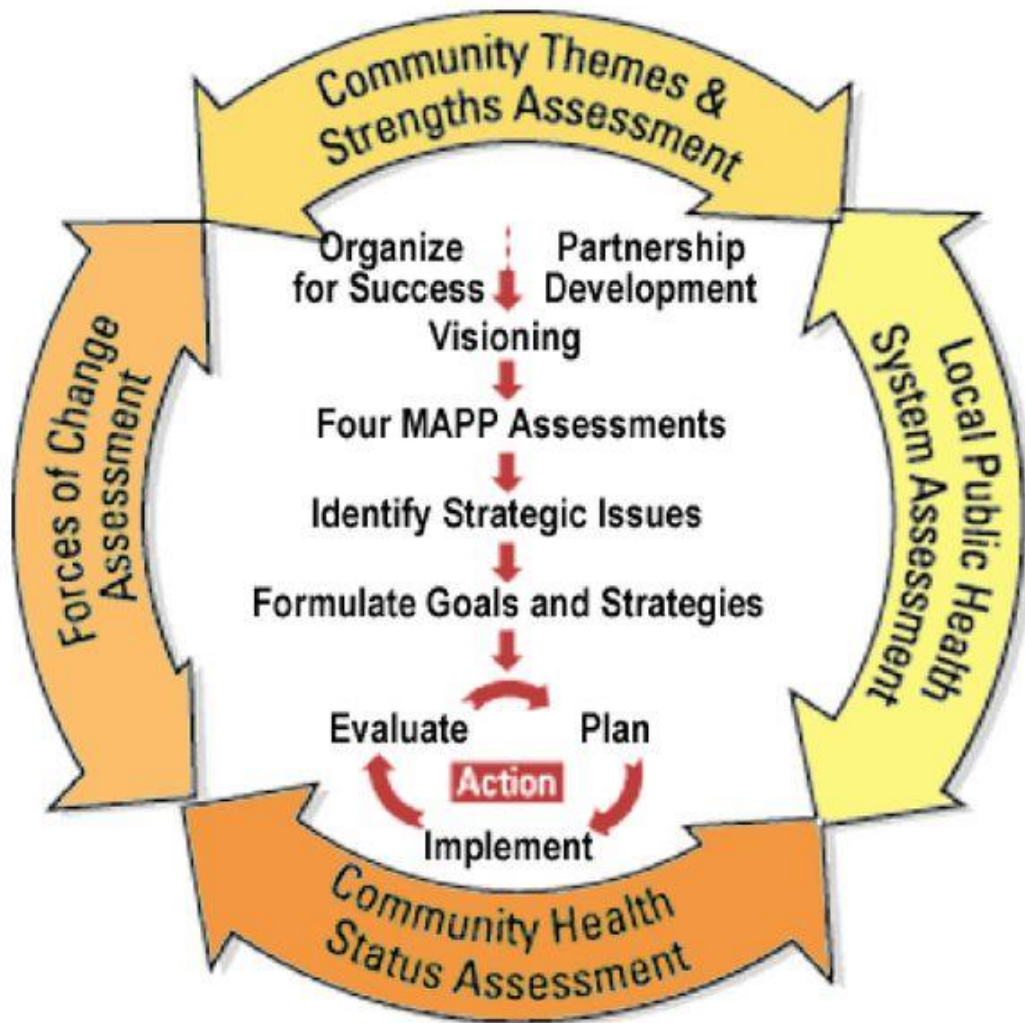 Community Themes &
Strengths Assessment
Organize
for Success
Partnership
Development
Visioning
Four MAPP Assessments
Identify Strategic Issues
Formulate Goals and Strategies
Evaluate
Plan
Action
Implement
Forces of Change
Assessment
Local Public Health
System Assessment
Community Health
Status Assessment